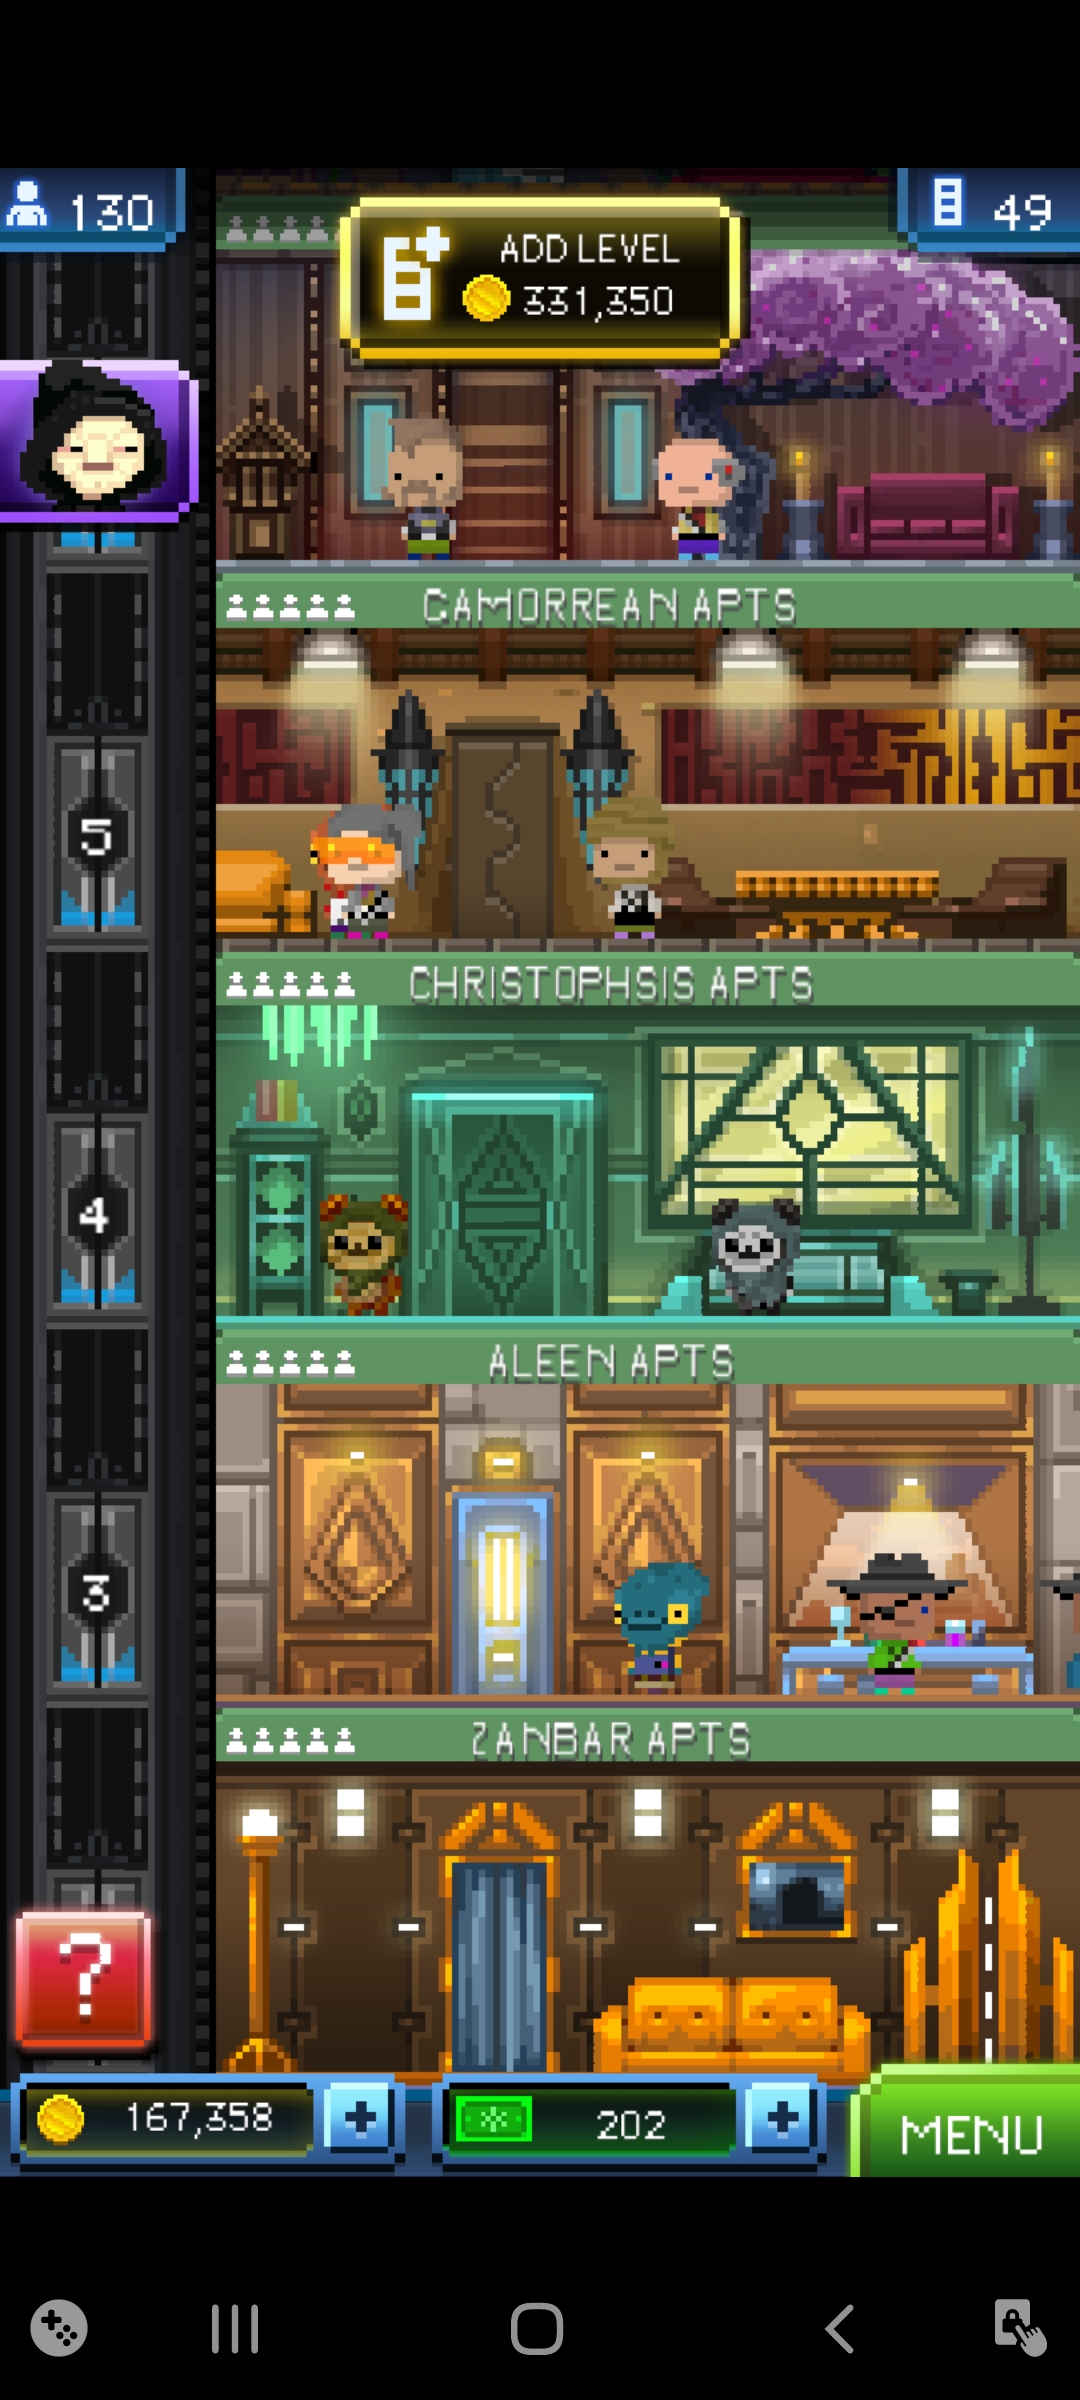 130
49
ADD LEVEL
331,350
CAMORREAN APTS
5
CHRISTOPHSIS APTS
4
ALEEN APTS
3
ZANBAR APTS
?
167,358
202
MENU